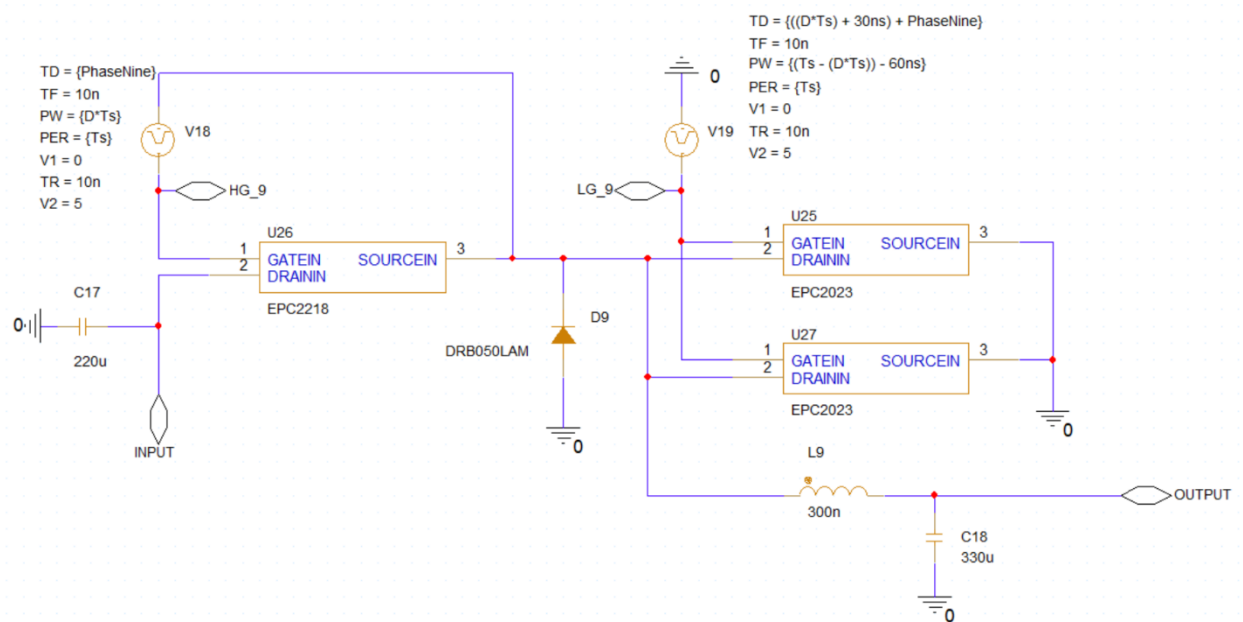 TD = {((D*Ts) + 30ns) + PhaseNine}
TF = 10n
PW = {(Ts - (D*Ts)) - 60ns}
PER = {Ts}
V1 = 0
TR = 10n
V2 = 5
0
V19
TD = {PhaseNine}
TF = 10n
PW = {D*Ts}
PER = {Ts}
V1 = 0
TR = 10n
V2 = 5
V18
HG_9
LG_9
U26
1
2
GATEIN
DRAININ
SOURCEIN
3
EPC2218
U25
1
2
GATEIN
DRAININ
SOURCEIN
3
EPC2023
C17
0
220u
INPUT
D9
DRB050LAM
0
U27
1
2
GATEIN
DRAININ
SOURCEIN
3
EPC2023
0
L9
300n
OUTPUT
C18
330u
0